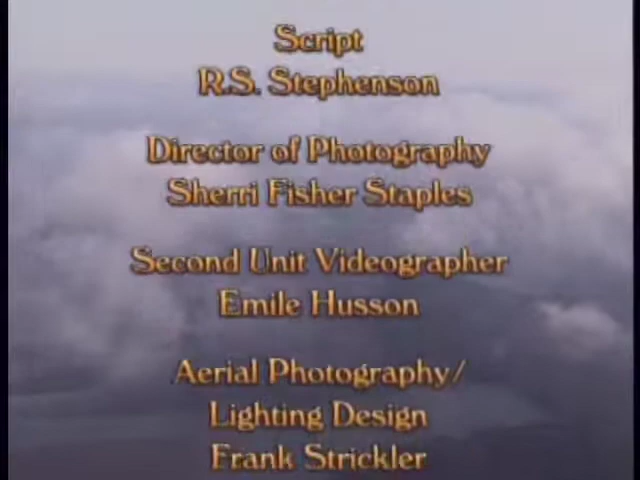 Script
R.S. Stephenson
Director of Photography
Sherri Fisher Staples
Second Unit Videographer
Emile Husson
Aerial Photography/
Lighting Design
Frank Strickler